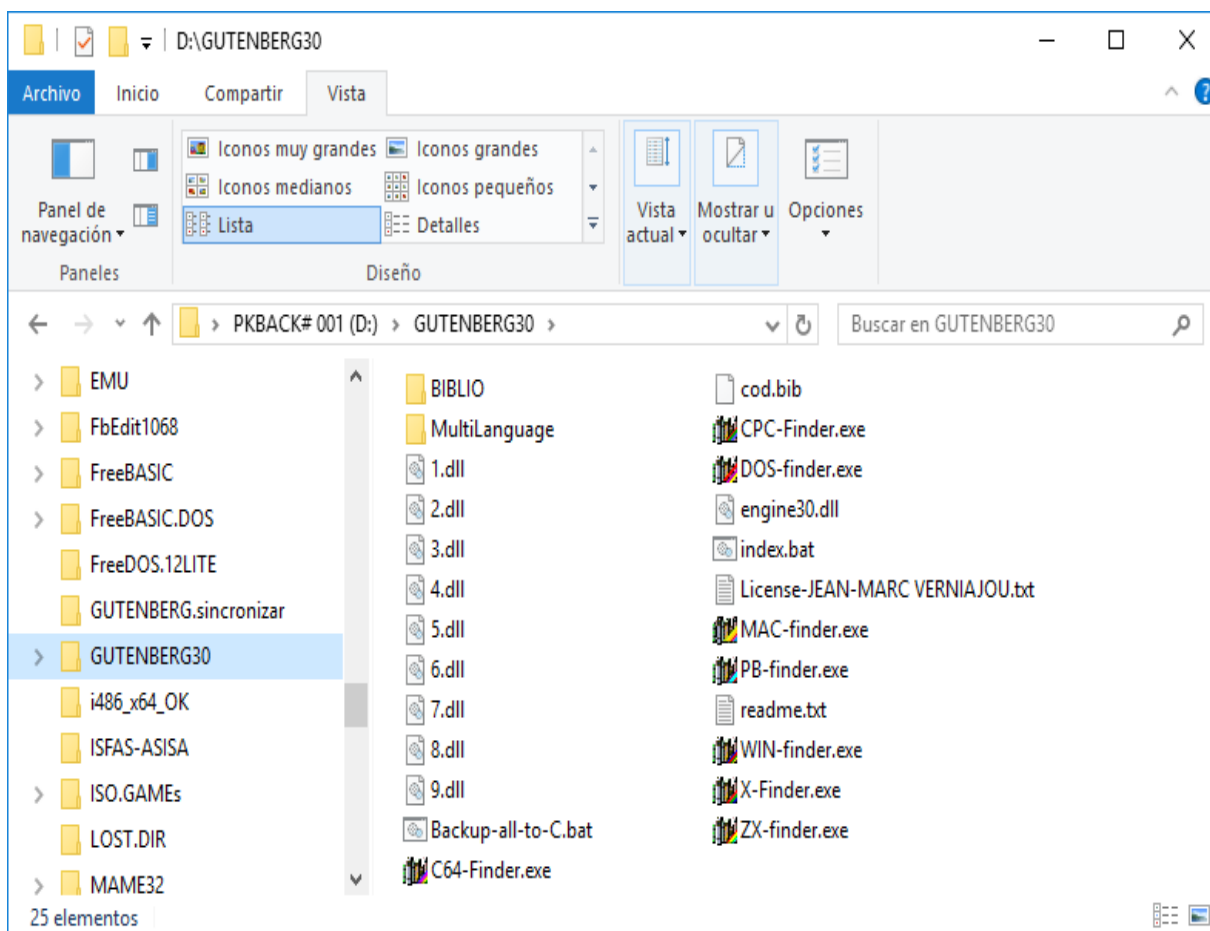 D:\GUTENBERG30
Archivo Inicio Compartir Vista
Iconos muy grandes Iconos grandes
Iconos medianos Iconos pequeños
Lista Detalles
Panel de navegación
Vista actual
Mostrar u ocultar
Opciones
Paneles Diseño
PKBACK# 001 (D:) GUTENBERG30
Buscar en GUTENBERG30
EMU
FbEdit1068
FreeBASIC
FreeBASIC.DOS
FreeDOS.12LITE
GUTENBERG.sincronizar
GUTENBERG30
i486_x64_OK
ISFAS-ASISA
ISO.GAMEs
LOST.DIR
MAME32
BIBLIO
MultiLanguage
1.dll
2.dll
3.dll
4.dll
5.dll
6.dll
7.dll
8.dll
9.dll
Backup-all-to-C.bat
C64-Finder.exe
cod.bib
CPC-Finder.exe
DOS-finder.exe
engine30.dll
index.bat
License-JEAN-MARC VERNIAJOU.txt
MAC-finder.exe
PB-finder.exe
readme.txt
WIN-finder.exe
X-Finder.exe
ZX-finder.exe
25 elementos